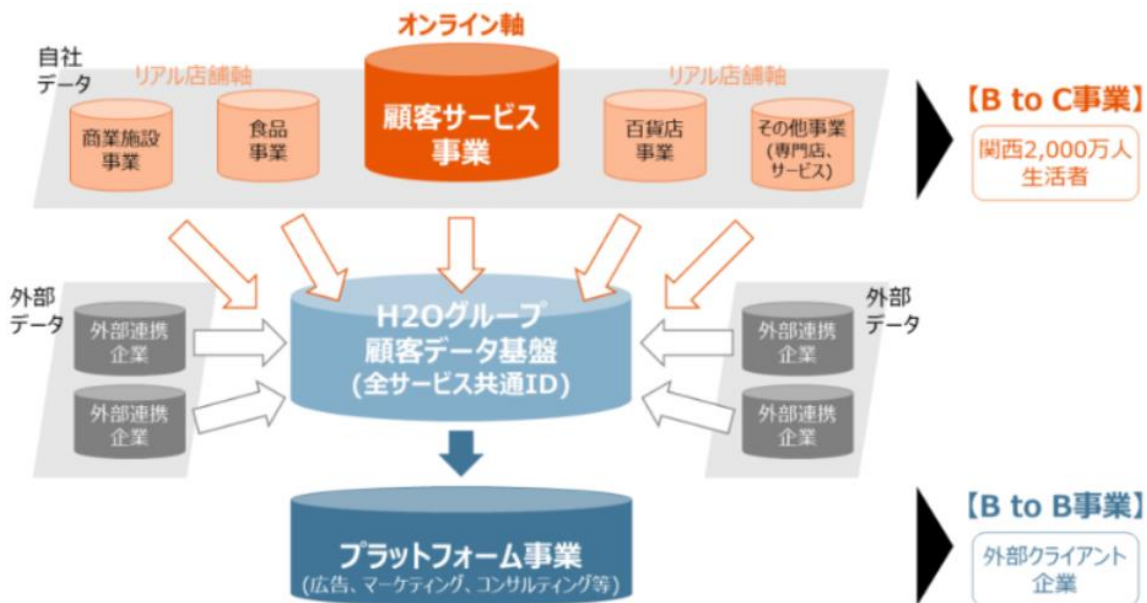 オンライン軸
自社
データ
リアル店舗軸
リアル店舗軸
商業施設
事業
食品
事業
顧客サービス
事業
百貨店
事業
その他事業
(専門店、
サービス)
【B to C事業】
関西2,000万人
生活者
外部
データ
外部連携
企業
外部連携
企業
H2Oグループ
顧客データ基盤
(全サービス共通ID)
外部
データ
外部連携
企業
外部連携
企業
プラットフォーム事業
(広告、マーケティング、コンサルティング等)
【B to B事業】
外部クライアント
企業